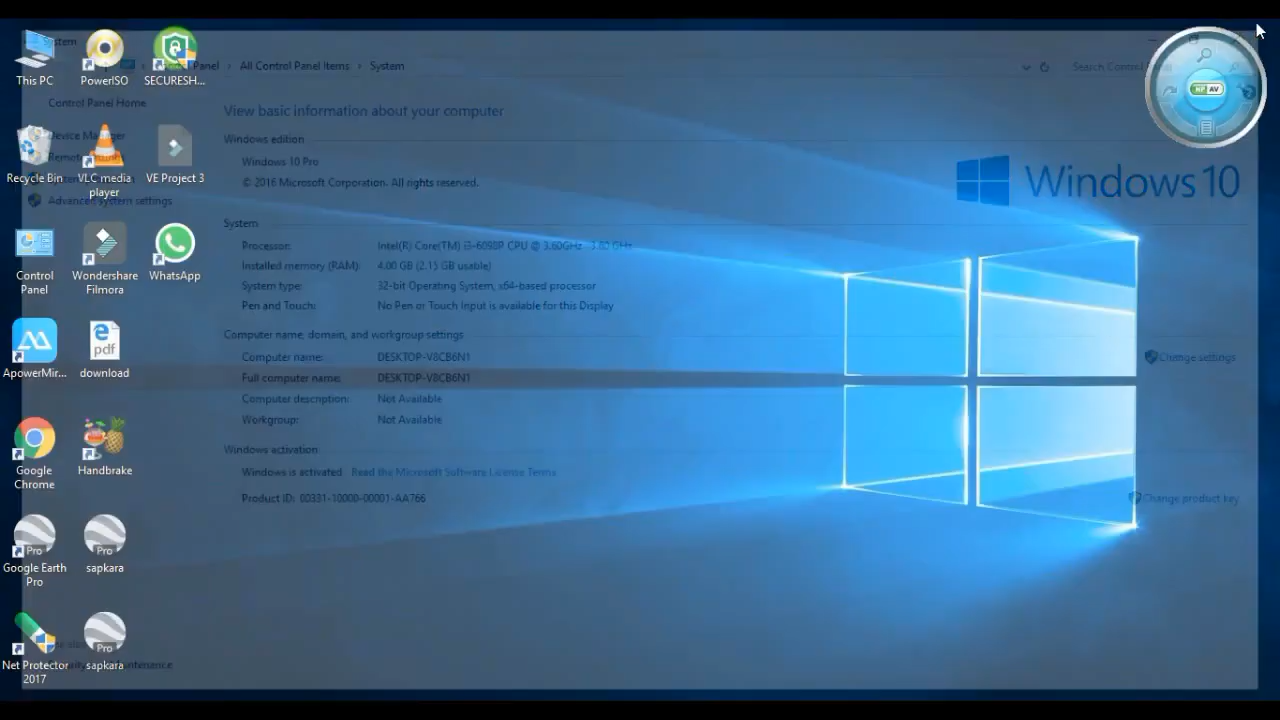 This PC
PowerISO
SECURESH...
Recycle Bin
VLC media
player
VE Project 3
Control
Panel
Wondershare
Filmora
WhatsApp
ApowerMir...
download
pdf
Google
Chrome
Handbrake
Pro
Google Earth
Pro
Pro
sapkara
Net Protector
2017
Pro
sapkara
All Control Panel Items > System
Search Control
Control Panel Home
Advanced system settings
View basic information about your computer
Windows edition
Windows 10 Pro
© 2016 Microsoft Corporation. All rights reserved.
Windows 10
System
Processor: Intel(R) Core(TM) i3-6098P CPU @ 3.60GHz 3.60 GHz
Installed memory (RAM): 4.00 GB (2.15 GB usable)
System type: 32-bit Operating System, x64-based processor
Pen and Touch: No Pen or Touch Input is available for this Display
Computer name, domain, and workgroup settings
Computer name: DESKTOP-V8CB6N1
Change settings
Full computer name: DESKTOP-V8CB6N1
Computer description: Not Available
Workgroup: Not Available
Windows activation
Windows is activated Read the Microsoft Software License Terms
Product ID: 00331-10000-00001-AA766
Change product key
NP AV